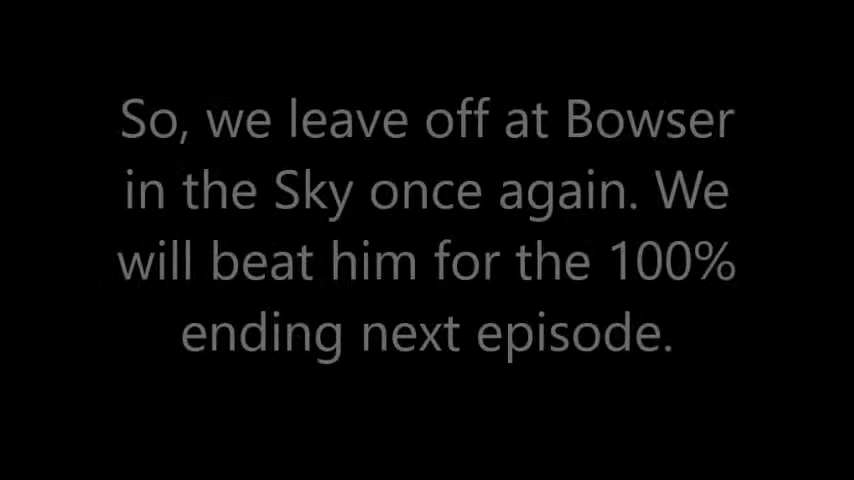 So, we leave off at Bowser
in the Sky once again. We
will beat him for the 100%
ending next episode.